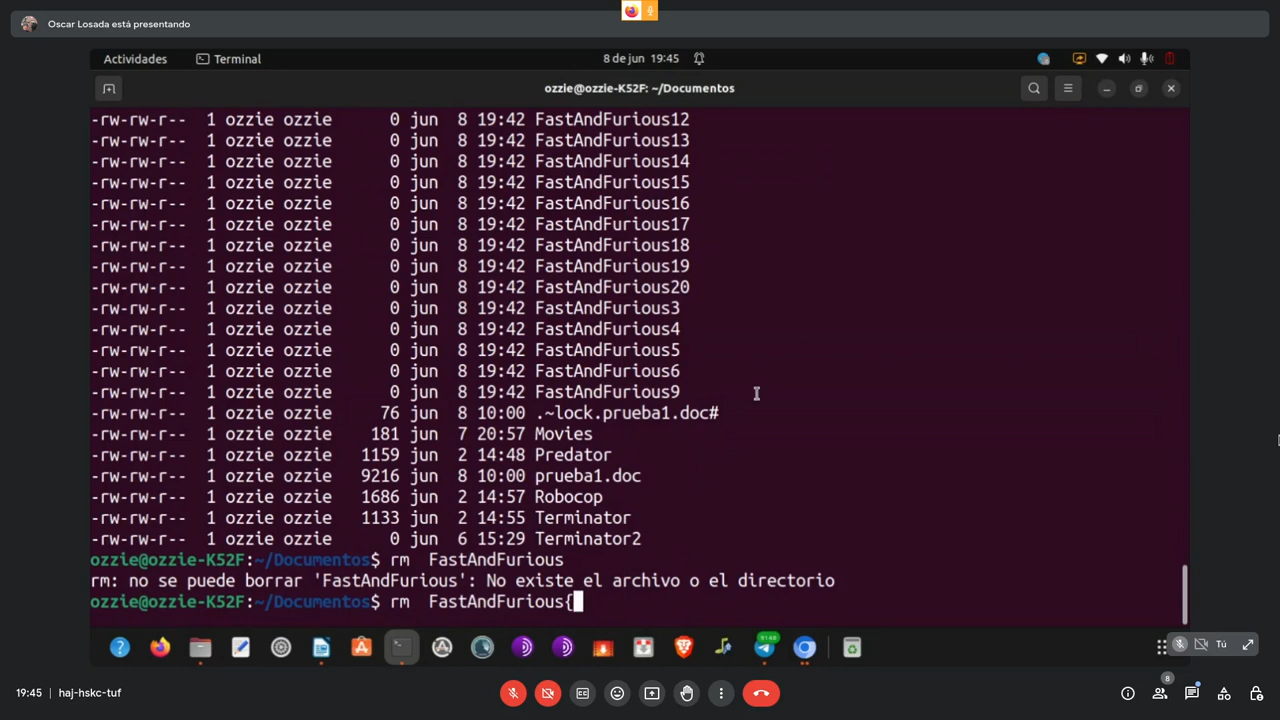 Oscar Losada está presentando
Actividades Terminal 8 de jun 19:45
ozzie@ozzie-K52F: ~/Documentos
-rw-rw-r-- 1 ozzie ozzie 0 jun 8 19:42 FastAndFurious12
-rw-rw-r-- 1 ozzie ozzie 0 jun 8 19:42 FastAndFurious13
-rw-rw-r-- 1 ozzie ozzie 0 jun 8 19:42 FastAndFurious14
-rw-rw-r-- 1 ozzie ozzie 0 jun 8 19:42 FastAndFurious15
-rw-rw-r-- 1 ozzie ozzie 0 jun 8 19:42 FastAndFurious16
-rw-rw-r-- 1 ozzie ozzie 0 jun 8 19:42 FastAndFurious17
-rw-rw-r-- 1 ozzie ozzie 0 jun 8 19:42 FastAndFurious18
-rw-rw-r-- 1 ozzie ozzie 0 jun 8 19:42 FastAndFurious19
-rw-rw-r-- 1 ozzie ozzie 0 jun 8 19:42 FastAndFurious20
-rw-rw-r-- 1 ozzie ozzie 0 jun 8 19:42 FastAndFurious3
-rw-rw-r-- 1 ozzie ozzie 0 jun 8 19:42 FastAndFurious4
-rw-rw-r-- 1 ozzie ozzie 0 jun 8 19:42 FastAndFurious5
-rw-rw-r-- 1 ozzie ozzie 0 jun 8 19:42 FastAndFurious6
-rw-rw-r-- 1 ozzie ozzie 0 jun 8 19:42 FastAndFurious9
-rw-rw-r-- 1 ozzie ozzie 76 jun 8 10:00 .~lock.prueba1.doc#
-rw-rw-r-- 1 ozzie ozzie 181 jun 7 20:57 Movies
-rw-rw-r-- 1 ozzie ozzie 1159 jun 2 14:48 Predator
-rw-rw-r-- 1 ozzie ozzie 9216 jun 8 10:00 prueba1.doc
-rw-rw-r-- 1 ozzie ozzie 1686 jun 2 14:57 Robocop
-rw-rw-r-- 1 ozzie ozzie 1133 jun 2 14:55 Terminator
-rw-rw-r-- 1 ozzie ozzie 0 jun 6 15:29 Terminator2
ozzie@ozzie-K52F:~/Documentos$ rm  FastAndFurious
rm: no se puede borrar 'FastAndFurious': No existe el archivo o el directorio
ozzie@ozzie-K52F:~/Documentos$ rm  FastAndFurious{
Tú
19:45 haj-hskc-tuf
8